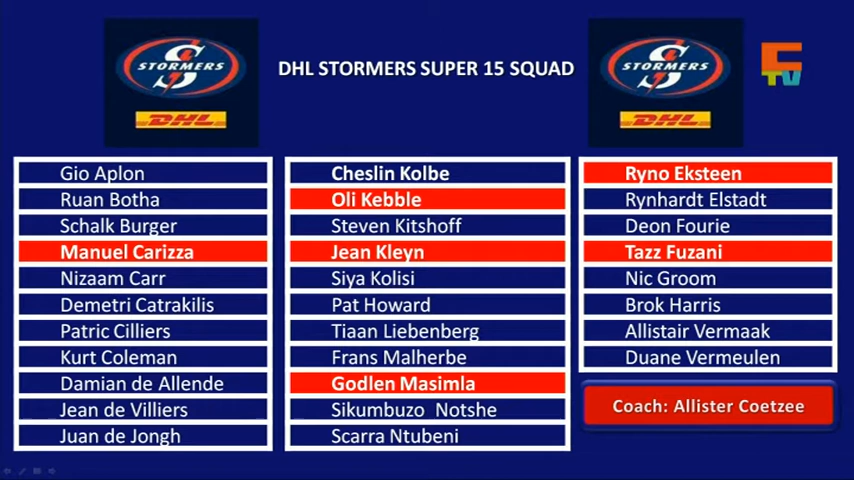 STORMERS
DHL
DHL STORMERS SUPER 15 SQUAD
STORMERS
DHL
CTV
Gio Aplon
Ruan Botha
Schalk Burger
Manuel Carizza
Nizaam Carr
Demetri Catrakilis
Patric Cilliers
Kurt Coleman
Damian de Allende
Jean de Villiers
Juan de Jongh
Cheslin Kolbe
Oli Kebble
Steven Kitshoff
Jean Kleyn
Siya Kolisi
Pat Howard
Tiaan Liebenberg
Frans Malherbe
Godlen Masimla
Sikumbuzo Notshe
Scarra Ntubeni
Ryno Eksteen
Rynhardt Elstadt
Deon Fourie
Tazz Fuzani
Nic Groom
Brok Harris
Allistair Vermaak
Duane Vermeulen
Coach: Allister Coetzee